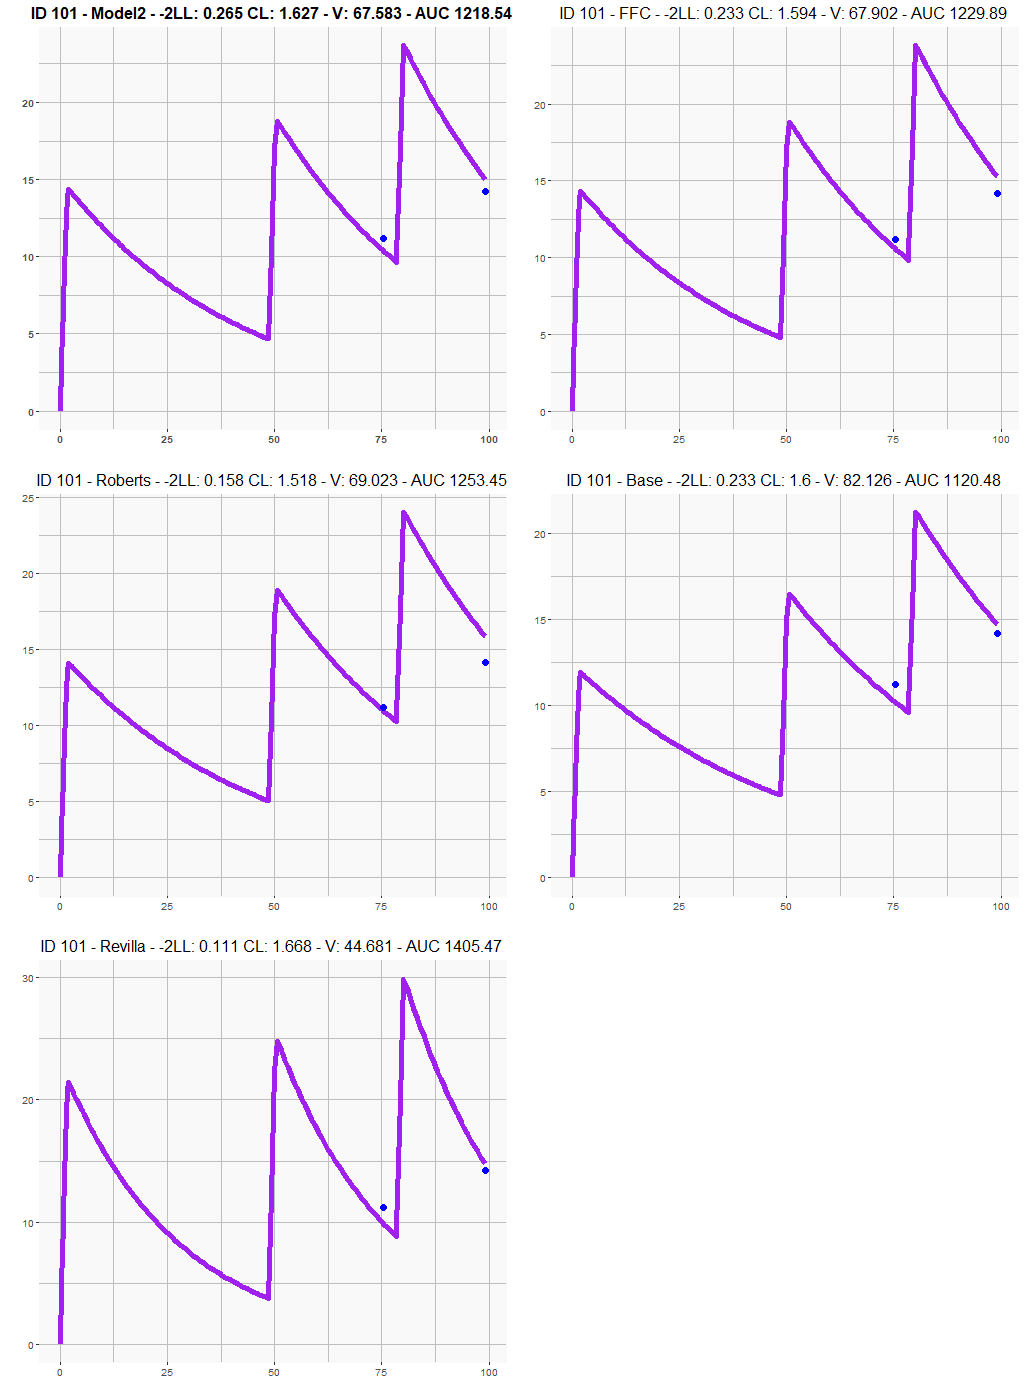 ID 101 - Model2 - -2LL: 0.265 CL: 1.627 - V: 67.583 - AUC 1218.54
20
15
10
5
0
0 25 50 75 100
ID 101 - FFC - -2LL: 0.233 CL: 1.594 - V: 67.902 - AUC 1229.89
20
15
10
5
0
0 25 50 75 100
ID 101 - Roberts - -2LL: 0.158 CL: 1.518 - V: 69.023 - AUC 1253.45
25
20
15
10
5
0
0 25 50 75 100
ID 101 - Base - -2LL: 0.233 CL: 1.6 - V: 82.126 - AUC 1120.48
20
15
10
5
0
0 25 50 75 100
ID 101 - Revilla - -2LL: 0.111 CL: 1.668 - V: 44.681 - AUC 1405.47
30
20
10
0
0 25 50 75 100